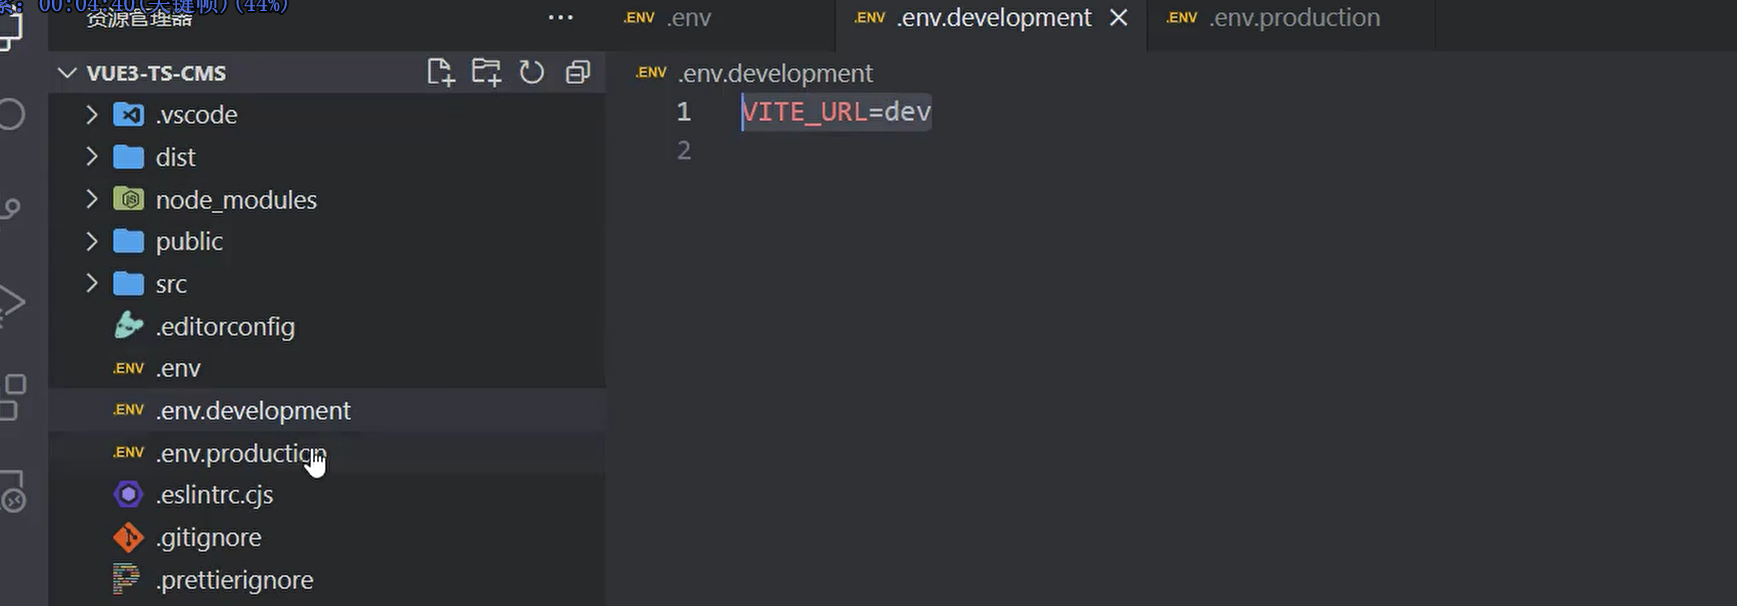 索: 00:04:40(关键帧)(44%)
资源管理器
.ENV .env
.ENV .env.development
.ENV .env.production
VUE3-TS-CMS
.ENV .env.development
1 VITE_URL=dev
2
.vscode
dist
node_modules
public
src
.editorconfig
.ENV .env
.ENV .env.development
.ENV .env.production
.eslintrc.cjs
.gitignore
.prettierignore